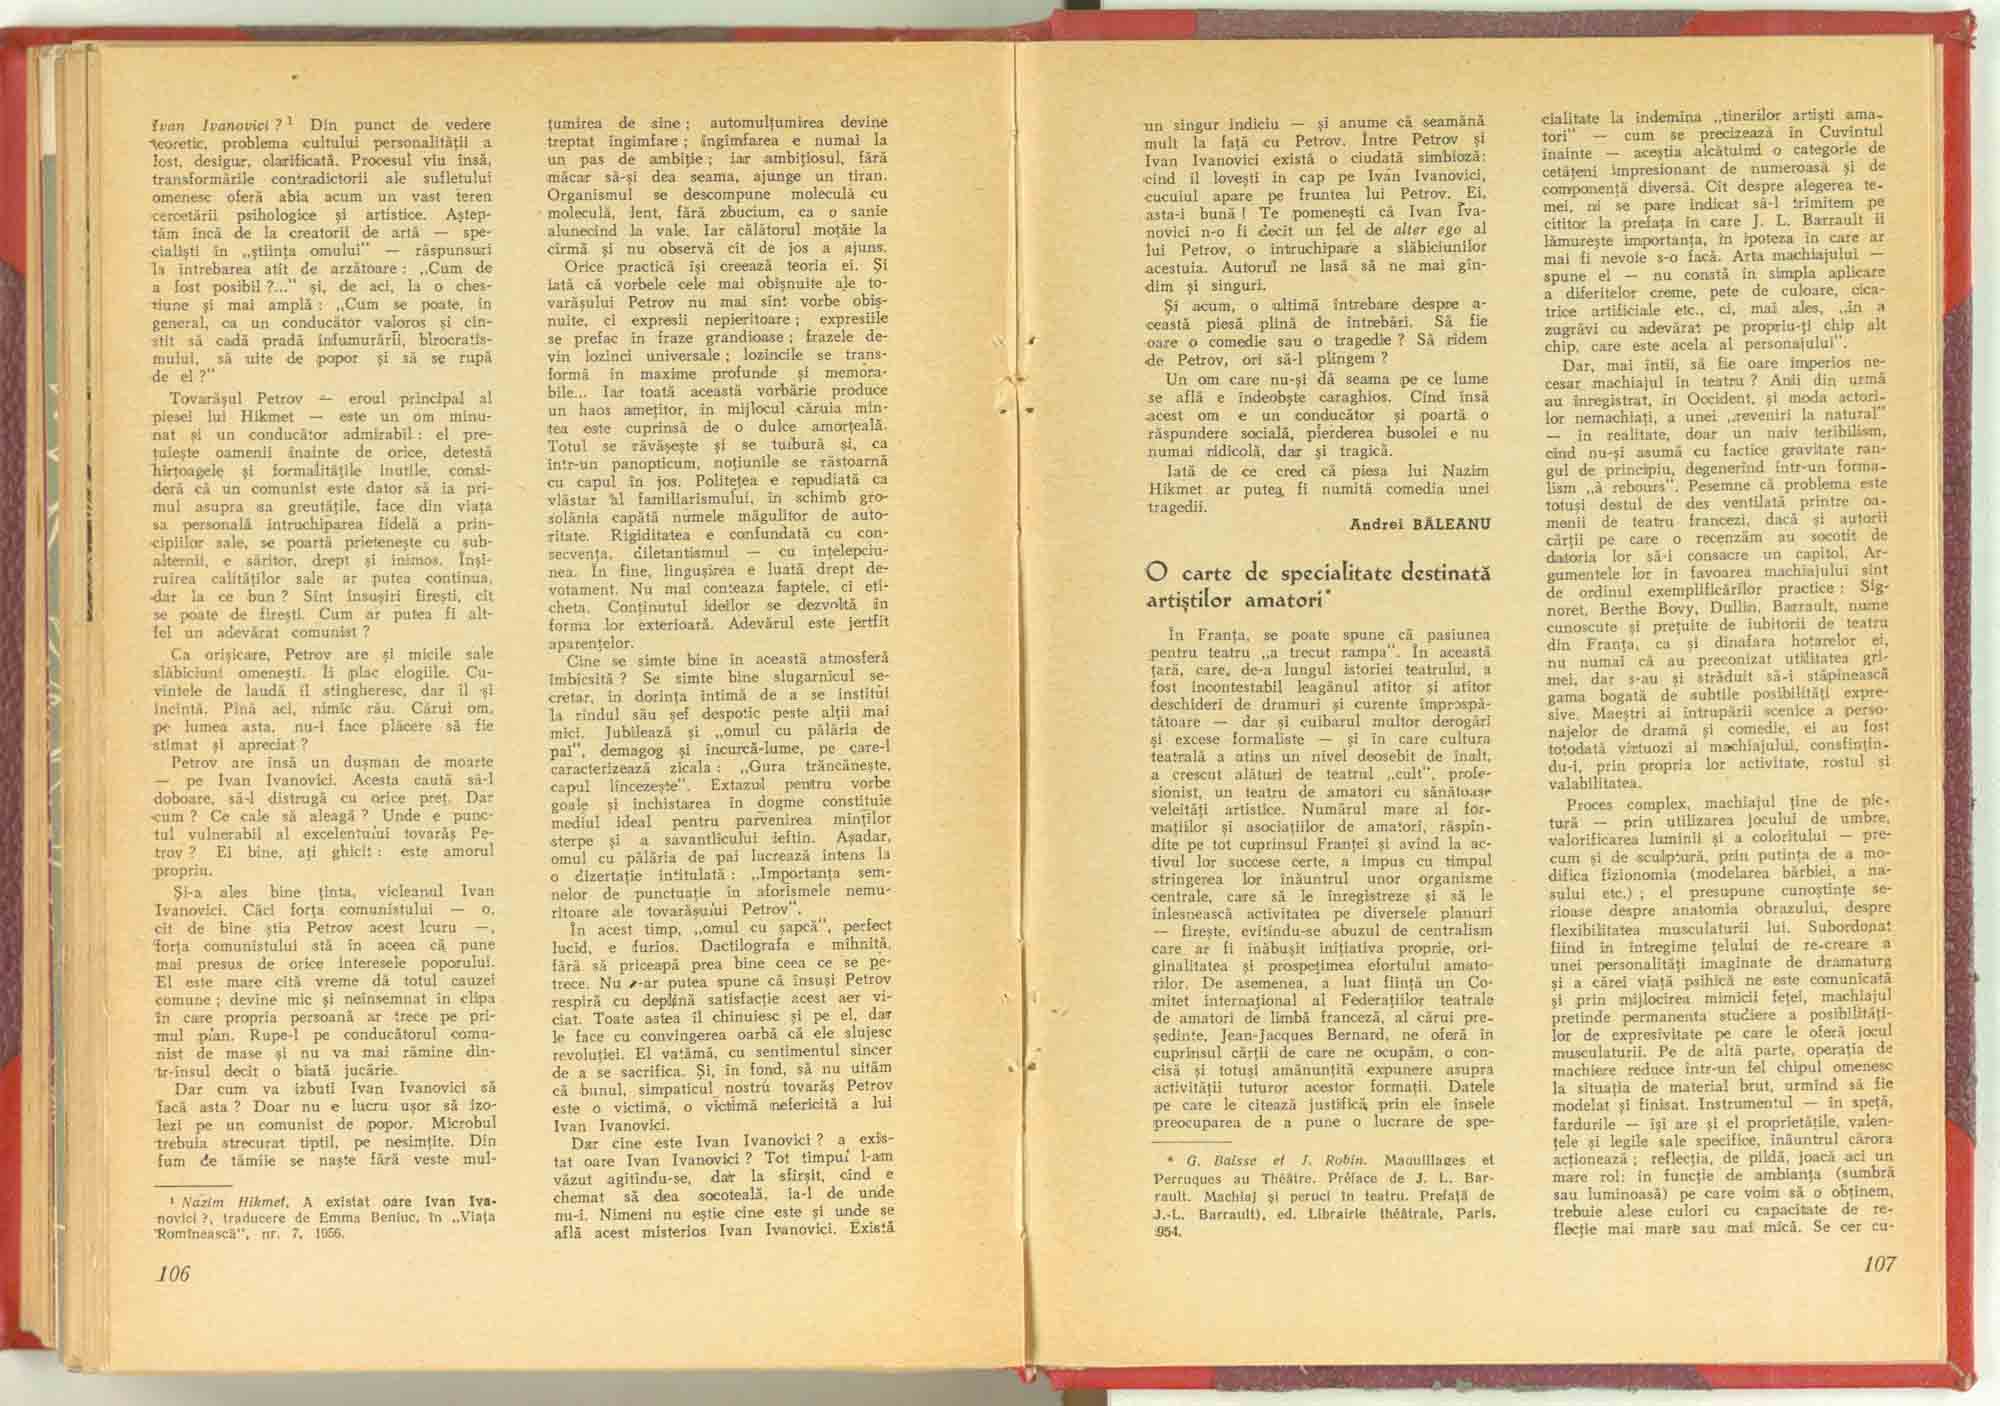 Ivan Ivanovici ? ¹ Din punct de vedere
teoretic, problema cultului personalității a
fost, desigur, clarificată. Procesul viu însă,
transformările contradictorii ale sufletului
omenesc oferă abia acum un vast teren
cercetării psihologice și artistice. Aștep-
tăm încă de la creatorii de artă — spe-
cialiști în „știința omului" — răspunsuri
la întrebarea atît de arzătoare : „Cum de
a fost posibil ?..." și, de aci, la o ches-
tiune și mai amplă : „Cum se poate, în
general, ca un conducător valoros și cin-
stit să cadă pradă înfumurării, birocratis-
mului, să uite de popor și să se rupă
de el ?"
Tovarășul Petrov — eroul principal al
piesei lui Hikmet — este un om minu-
nat și un conducător admirabil : el pre-
țuiește oamenii înainte de orice, detestă
hîrțoagele și formalitățile inutile, consi-
deră că un comunist este dator să ia pri-
mul asupra sa greutățile, face din viața
sa personală întruchiparea fidelă a prin-
cipiilor sale, se poartă prietenește cu sub-
alternii, e săritor, drept și inimos. Înși-
ruirea calităților sale ar putea continua,
dar la ce bun ? Sînt însușiri firești, cît
se poate de firești. Cum ar putea fi alt-
fel un adevărat comunist ?
Ca orișicare, Petrov are și micile sale
slăbiciuni omenești. Îi plac elogiile. Cu-
vintele de laudă îl stingheresc, dar îl și
încîntă. Pînă aci, nimic rău. Cărui om,
pe lumea asta, nu-i face plăcere să fie
stimat și apreciat ?
Petrov are însă un dușman de moarte
— pe Ivan Ivanovici. Acesta caută să-l
doboare, să-l distrugă cu orice preț. Dar
cum ? Ce cale să aleagă ? Unde e punc-
tul vulnerabil al excelentului tovarăș Pe-
trov ? Ei bine, ați ghicit : este amorul
propriu.
Și-a ales bine ținta, vicleanul Ivan
Ivanovici. Căci forța comunistului — o,
cît de bine știa Petrov acest lcuru —,
forța comunistului stă în aceea că pune
mai presus de orice interesele poporului.
El este mare cîtă vreme dă totul cauzei
comune ; devine mic și neînsemnat în clipa
în care propria persoană ar trece pe pri-
mul plan. Rupe-l pe conducătorul comu-
nist de mase și nu va mai rămîne din-
tr-însul decît o biată jucărie.
Dar cum va izbuti Ivan Ivanovici să
facă asta ? Doar nu e lucru ușor să izo-
lezi pe un comunist de popor. Microbul
trebuia strecurat tiptil, pe nesimțite. Din
fum de tămîie se naște fără veste mul-
¹ Nazim Hikmet, A existat oare Ivan Iva-
novici ?, traducere de Emma Beniuc, în „Viața
Romînească", nr. 7, 1956.
106
țumirea de sine ; automulțumirea devine
treptat îngîmfare ; îngîmfarea e numai la
un pas de ambiție ; iar ambițiosul, fără
măcar să-și dea seama, ajunge un tiran.
Organismul se descompune moleculă cu
moleculă, lent, fără zbucium, ca o sanie
alunecînd la vale. Iar călătorul moțăie la
cîrmă și nu observă cît de jos a ajuns.
Orice practică își creează teoria ei. Și
iată că vorbele cele mai obișnuite ale to-
varășului Petrov nu mai sînt vorbe obiș-
nuite, ci expresii nepieritoare ; expresiile
se prefac în fraze grandioase ; frazele de-
vin lozinci universale ; lozincile se trans-
formă în maxime profunde și memora-
bile... Iar toată această vorbărie produce
un haos amețitor, în mijlocul căruia min-
tea este cuprinsă de o dulce amorțeală.
Totul se răvășește și se tulbură și, ca
într-un panopticum, noțiunile se răstoarnă
cu capul în jos. Politețea e repudiată ca
vlăstar al familiarismului, în schimb gro-
solănia capătă numele măgulitor de auto-
ritate. Rigiditatea e confundată cu con-
secvența, diletantismul — cu înțelepciu-
nea. În fine, lingușirea e luată drept de-
votament. Nu mai contează faptele, ci eti-
cheta. Conținutul ideilor se dezvoltă în
forma lor exterioară. Adevărul este jertfit
aparențelor.
Cine se simte bine în această atmosferă
îmbîcsită ? Se simte bine slugarnicul se-
cretar, în dorința intimă de a se institui
la rîndul său șef despotic peste alții mai
mici. Jubilează și „omul cu pălăria de
pai", demagog și încurcă-lume, pe care-l
caracterizează zicala : „Gura trăncănește,
capul lîncezește". Extazul pentru vorbe
goale și închistarea în dogme constituie
mediul ideal pentru parvenirea minților
sterpe și a savantlîcului ieftin. Așadar,
omul cu pălăria de pai lucrează intens la
o dizertație intitulată : „Importanța sem-
nelor de punctuație în aforismele nemu-
ritoare ale tovarășului Petrov".
În acest timp, „omul cu șapcă", perfect
lucid, e furios. Dactilografa e mîhnită,
fără să priceapă prea bine ceea ce se pe-
trece. Nu s-ar putea spune că însuși Petrov
respiră cu deplină satisfacție acest aer vi-
ciat. Toate astea îl chinuiesc și pe el, dar
le face cu convingerea oarbă că ele slujesc
revoluției. El vatămă, cu sentimentul sincer
de a se sacrifica. Și, în fond, să nu uităm
că bunul, simpaticul nostru tovarăș Petrov
este o victimă, o victimă nefericită a lui
Ivan Ivanovici.
Dar cine este Ivan Ivanovici ? a exis-
tat oare Ivan Ivanovici ? Tot timpul l-am
văzut agitîndu-se, dar la sfîrșit, cînd e
chemat să dea socoteală, ia-l de unde
nu-i. Nimeni nu eștie cine este și unde se
află acest misterios Ivan Ivanovici. Există
un singur indiciu — și anume că seamănă
mult la față cu Petrov. Între Petrov și
Ivan Ivanovici există o ciudată simbioză:
cînd îl lovești în cap pe Ivan Ivanovici,
cucuiul apare pe fruntea lui Petrov. Ei,
asta-i bună ! Te pomenești că Ivan Iva-
novici n-o fi decît un fel de alter ego al
lui Petrov, o întruchipare a slăbiciunilor
acestuia. Autorul ne lasă să ne mai gîn-
dim și singuri.
Și acum, o ultimă întrebare despre a-
ceastă piesă plină de întrebări. Să fie
oare o comedie sau o tragedie ? Să rîdem
de Petrov, ori să-l plîngem ?
Un om care nu-și dă seama pe ce lume
se află e îndeobște caraghios. Cînd însă
acest om e un conducător și poartă o
răspundere socială, pierderea busolei e nu
numai ridicolă, dar și tragică.
Iată de ce cred că piesa lui Nazim
Hikmet ar putea fi numită comedia unei
tragedii.
Andrei BĂLEANU
O carte de specialitate destinată
artiștilor amatori*
În Franța, se poate spune că pasiunea
pentru teatru „a trecut rampa". În această
țară, care, de-a lungul istoriei teatrului, a
fost incontestabil leagănul atîtor și atîtor
deschideri de drumuri și curente împrospă-
tătoare — dar și cuibarul multor derogări
și excese formaliste — și în care cultura
teatrală a atins un nivel deosebit de înalt,
a crescut alături de teatrul „cult", profe-
sionist, un teatru de amatori cu sănătoase
veleități artistice. Numărul mare al for-
mațiilor și asociațiilor de amatori, răspîn-
dite pe tot cuprinsul Franței și avînd la ac-
tivul lor succese certe, a impus cu timpul
strîngerea lor înăuntrul unor organisme
centrale, care să le înregistreze și să le
înlesnească activitatea pe diversele planuri
— firește, evitîndu-se abuzul de centralism
care ar fi înăbușit inițiativa proprie, ori-
ginalitatea și prospețimea efortului amato-
rilor. De asemenea, a luat ființă un Co-
mitet internațional al Federațiilor teatrale
de amatori de limbă franceză, al cărui pre-
ședinte, Jean-Jacques Bernard, ne oferă în
cuprinsul cărții de care ne ocupăm, o con-
cisă și totuși amănunțită expunere asupra
activității tuturor acestor formații. Datele
pe care le citează justifică prin ele însele
preocuparea de a pune o lucrare de spe-
* G. Baisse et J. Robin. Maquillages et
Perruques au Théâtre. Préface de J. L. Bar-
rault. Machiaj și peruci în teatru. Prefață de
J.-L. Barrault), ed. Librairie théâtrale, Paris,
954.
cialitate la îndemîna „tinerilor artiști ama-
tori" — cum se precizează în Cuvîntul
înainte — aceștia alcătuind o categorie de
cetățeni impresionant de numeroasă și de
componență diversă. Cît despre alegerea te-
mei, ni se pare indicat să-l trimitem pe
cititor la prefața în care J. L. Barrault îi
lămurește importanța, în ipoteza în care ar
mai fi nevoie s-o facă. Arta machiajului —
spune el — nu constă în simpla aplicare
a diferitelor creme, pete de culoare, cica-
trice artificiale etc., ci, mai ales, „în a
zugrăvi cu adevărat pe propriu-ți chip alt
chip, care este acela al personajului".
Dar, mai întîi, să fie oare imperios ne-
cesar machiajul în teatru ? Anii din urmă
au înregistrat, în Occident, și moda actori-
lor nemachiați, a unei „reveniri la natural"
— în realitate, doar un naiv teribilism,
cînd nu-și asumă cu factice gravitate ran-
gul de principiu, degenerînd într-un forma-
lism „à rebours". Pesemne că problema este
totuși destul de des ventilată printre oa-
menii de teatru francezi, dacă și autorii
cărții pe care o recenzăm au socotit de
datoria lor să-i consacre un capitol. Ar-
gumentele lor în favoarea machiajului sînt
de ordinul exemplificărilor practice : Sig-
noret, Berthe Bovy, Dullin, Barrault, nume
cunoscute și prețuite de iubitorii de teatru
din Franța, ca și dinafara hotarelor ei,
nu numai că au preconizat utilitatea gri-
mei, dar s-au și străduit să-i stăpînească
gama bogată de subtile posibilități expre-
sive. Maeștri ai întrupării scenice a perso-
najelor de dramă și comedie, ei au fost
totodată virtuozi ai machiajului, consfințin-
du-i, prin propria lor activitate, rostul și
valabilitatea.
Proces complex, machiajul ține de pic-
tură — prin utilizarea jocului de umbre,
valorificarea luminii și a coloritului — pre-
cum și de sculptură, prin putința de a mo-
difica fizionomia (modelarea bărbiei, a na-
sului etc.) ; el presupune cunoștințe se-
rioase despre anatomia obrazului, despre
flexibilitatea musculaturii lui. Subordonat
fiind în întregime țelului de re-creare a
unei personalități imaginate de dramaturg
și a cărei viață psihică ne este comunicată
și prin mijlocirea mimicii feței, machiajul
pretinde permanenta studiere a posibilități-
lor de expresivitate pe care le oferă jocul
musculaturii. Pe de altă parte, operația de
machiere reduce într-un fel chipul omenesc
la situația de material brut, urmînd să fie
modelat și finisat. Instrumentul — în speță,
fardurile — își are și el proprietățile, valen-
țele și legile sale specifice, înăuntrul cărora
acționează ; reflecția, de pildă, joacă aci un
mare rol: în funcție de ambianța (sumbră
sau luminoasă) pe care voim să o obținem,
trebuie alese culori cu capacitate de re-
flecție mai mare sau mai mică. Se cer cu-
107